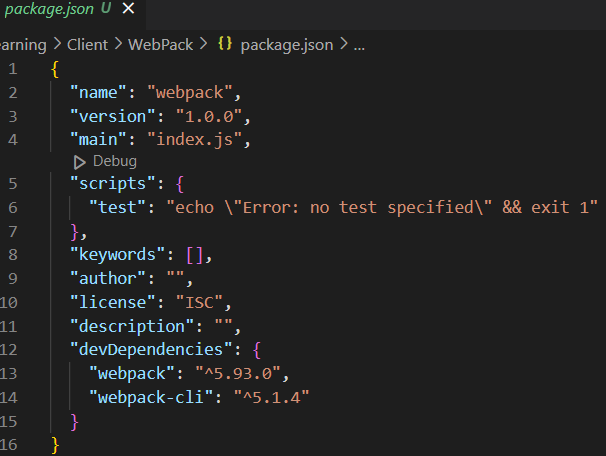 package.json U ×
earning > Client > WebPack > {} package.json > ...
1 {
2 "name": "webpack",
3 "version": "1.0.0",
4 "main": "index.js",
Debug
5 "scripts": {
6 "test": "echo \"Error: no test specified\" && exit 1"
7 },
8 "keywords": [],
9 "author": "",
10 "license": "ISC",
11 "description": "",
12 "devDependencies": {
13 "webpack": "^5.93.0",
14 "webpack-cli": "^5.1.4"
15 }
16 }